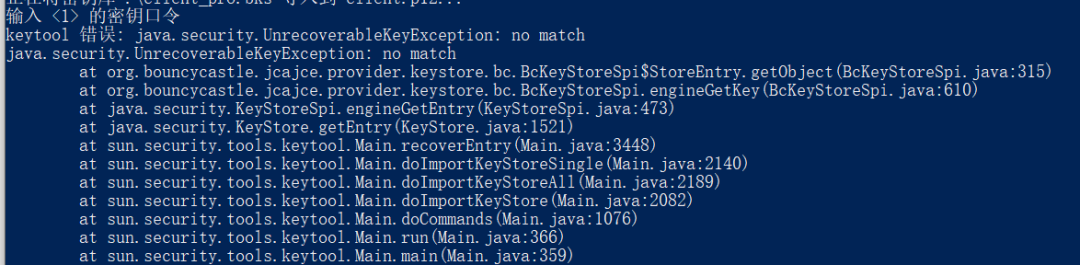 输入 <1> 的密钥口令
keytool 错误: java.security.UnrecoverableKeyException: no match
java.security.UnrecoverableKeyException: no match
at org.bouncycastle.jcajce.provider.keystore.bc.BcKeyStoreSpi$StoreEntry.getObject(BcKeyStoreSpi.java:315)
at org.bouncycastle.jcajce.provider.keystore.bc.BcKeyStoreSpi.engineGetKey(BcKeyStoreSpi.java:610)
at java.security.KeyStoreSpi.engineGetEntry(KeyStoreSpi.java:473)
at java.security.KeyStore.getEntry(KeyStore.java:1521)
at sun.security.tools.keytool.Main.recoverEntry(Main.java:3448)
at sun.security.tools.keytool.Main.doImportKeyStoreSingle(Main.java:2140)
at sun.security.tools.keytool.Main.doImportKeyStoreAll(Main.java:2189)
at sun.security.tools.keytool.Main.doImportKeyStore(Main.java:2082)
at sun.security.tools.keytool.Main.doCommands(Main.java:1076)
at sun.security.tools.keytool.Main.run(Main.java:366)
at sun.security.tools.keytool.Main.main(Main.java:359)